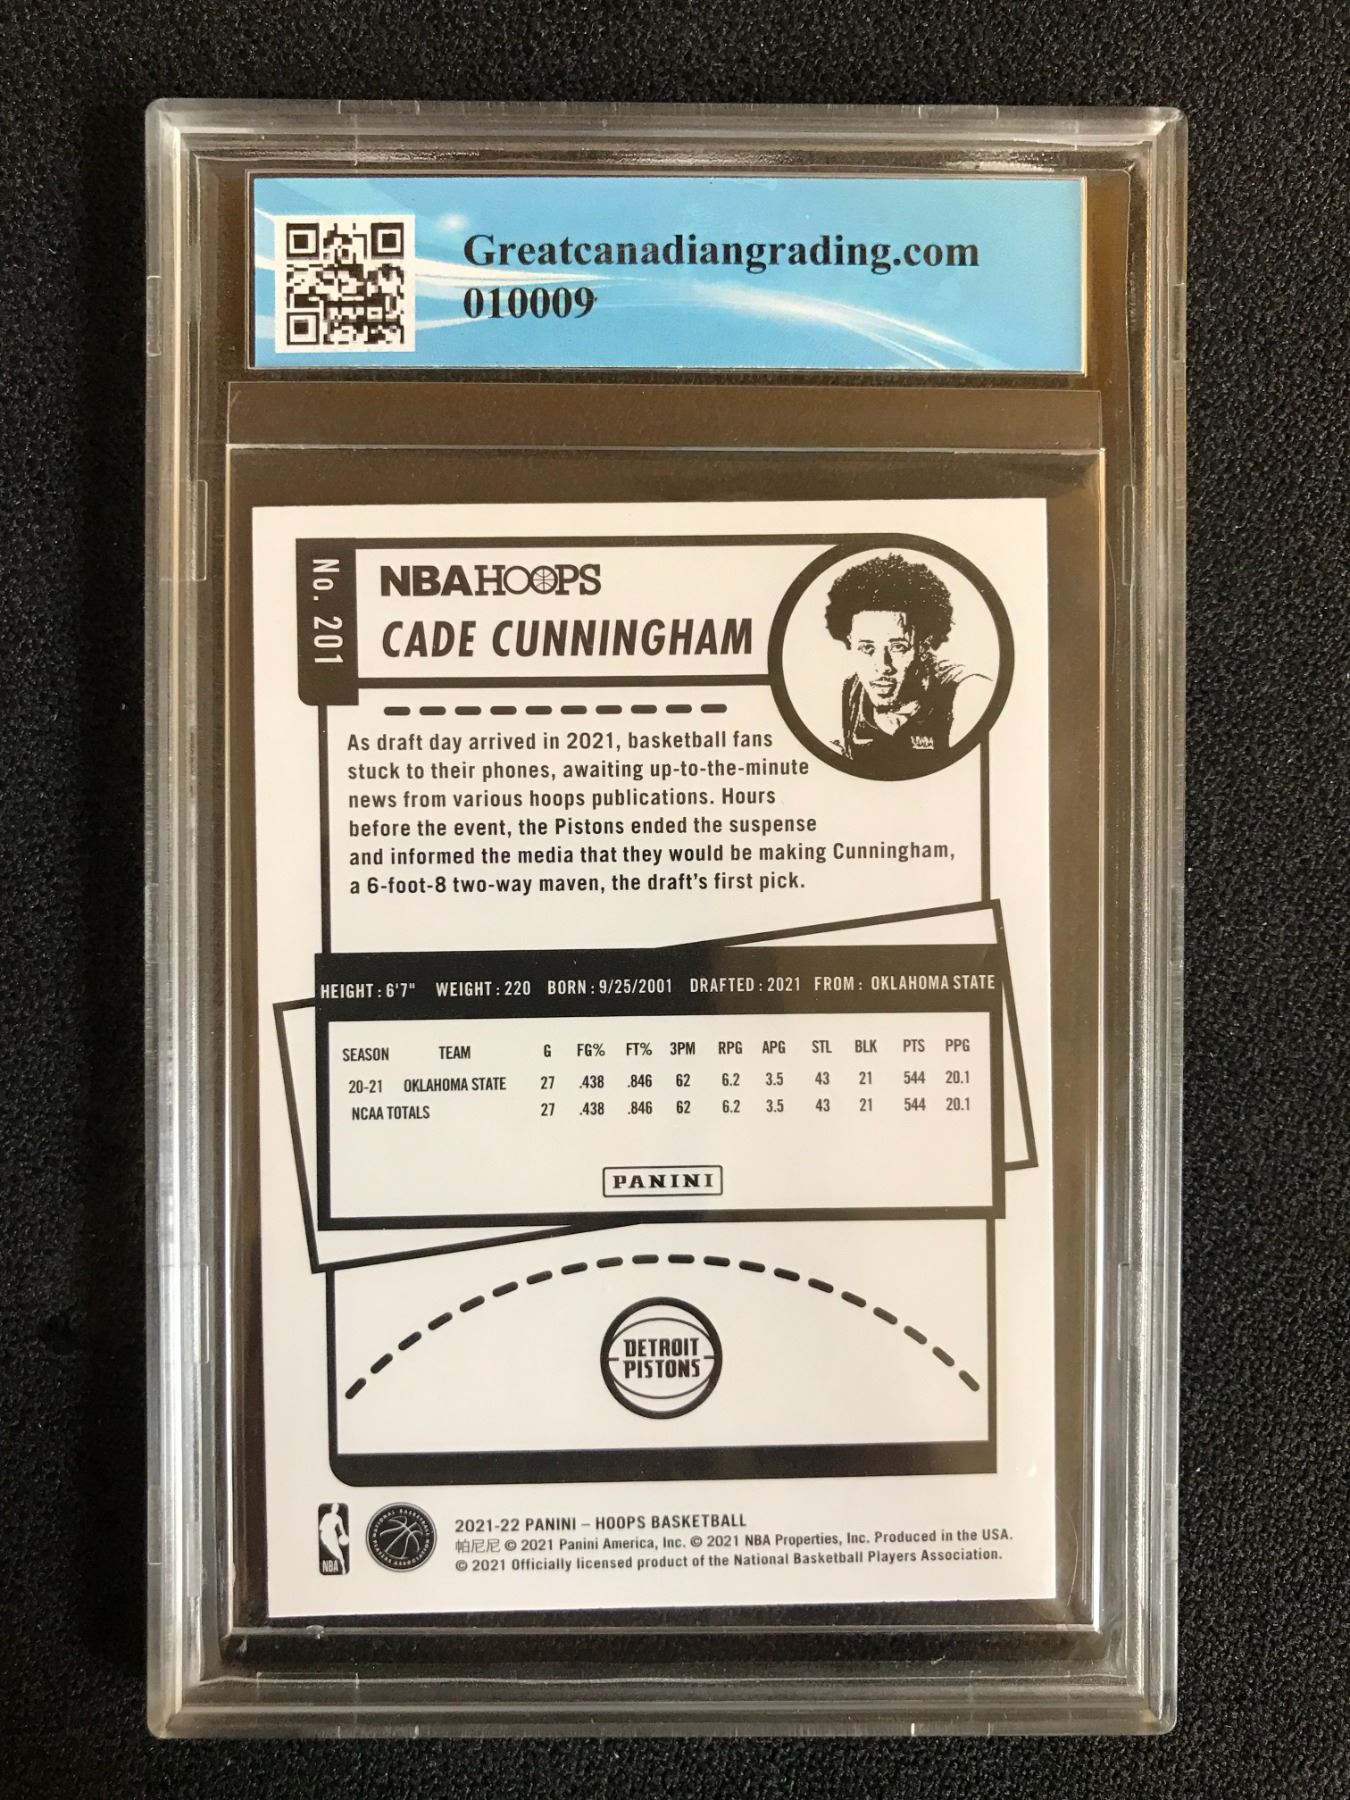 Greatcanadiangrading.com
010009
No. 201
NBA HOOPS
CADE CUNNINGHAM
As draft day arrived in 2021, basketball fans
stuck to their phones, awaiting up-to-the-minute
news from various hoops publications. Hours
before the event, the Pistons ended the suspense
and informed the media that they would be making Cunningham,
a 6-foot-8 two-way maven, the draft's first pick.
HEIGHT: 6'7" WEIGHT: 220 BORN: 9/25/2001 DRAFTED: 2021 FROM: OKLAHOMA STATE
SEASON TEAM G FG% FT% 3PM RPG APG STL BLK PTS PPG
20-21 OKLAHOMA STATE 27 .438 .846 62 6.2 3.5 43 21 544 20.1
NCAA TOTALS 27 .438 .846 62 6.2 3.5 43 21 544 20.1
PANINI
DETROIT
PISTONS
NBA
2021-22 PANINI – HOOPS BASKETBALL
帕尼尼 © 2021 Panini America, Inc. © 2021 NBA Properties, Inc. Produced in the USA.
© 2021 Officially licensed product of the National Basketball Players Association.